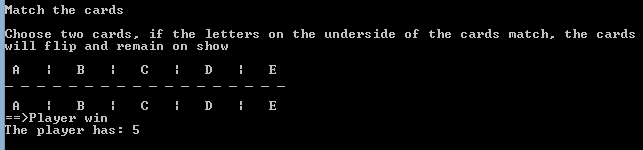 Match the cards
Choose two cards, if the letters on the underside of the cards match, the cards
will flip and remain on show
A ¦ B ¦ C ¦ D ¦ E
_ _ _ _ _ _ _ _ _ _ _ _ _ _ _ _ _ _
A ¦ B ¦ C ¦ D ¦ E
==>Player win
The player has: 5